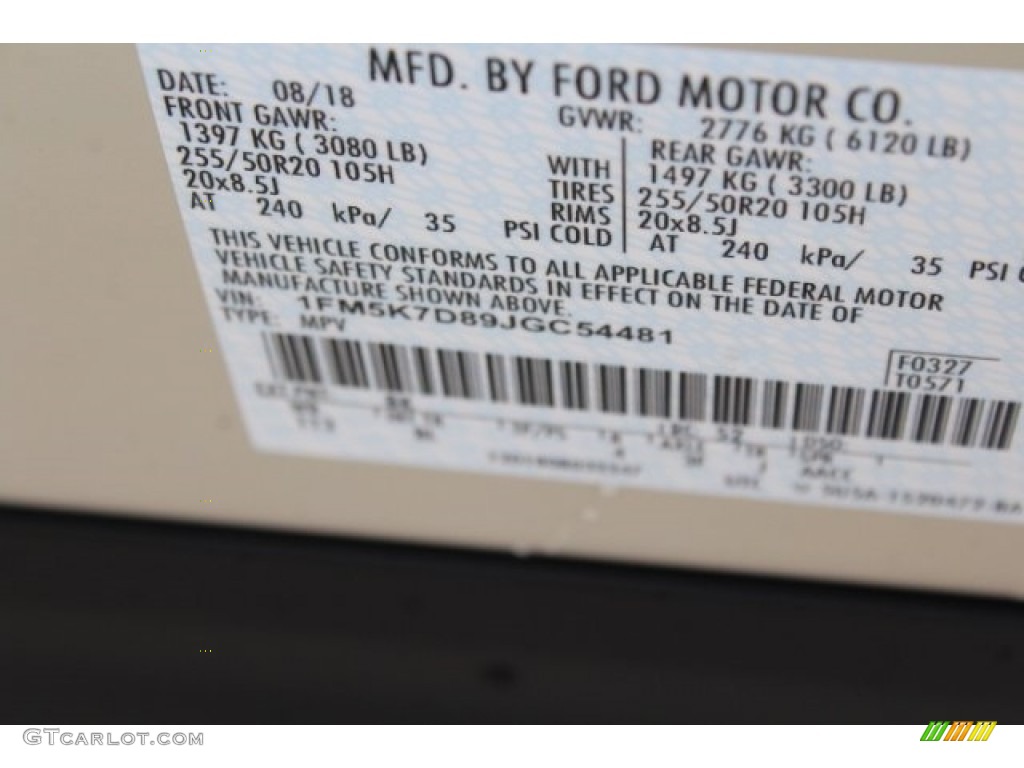 MFD. BY FORD MOTOR CO.
DATE: 08/18 GVWR: 2776 KG ( 6120 LB)
FRONT GAWR: REAR GAWR:
1397 KG ( 3080 LB) WITH 1497 KG ( 3300 LB)
255/50R20 105H TIRES 255/50R20 105H
20x8.5J RIMS 20x8.5J
AT 240 kPa/ 35 PSI COLD AT 240 kPa/ 35 PSI
THIS VEHICLE CONFORMS TO ALL APPLICABLE FEDERAL MOTOR
VEHICLE SAFETY STANDARDS IN EFFECT ON THE DATE OF
MANUFACTURE SHOWN ABOVE.
VIN: 1FM5K7D89JGC54481
TYPE: MPV
F0327
T0571
GTCARLOT.COM